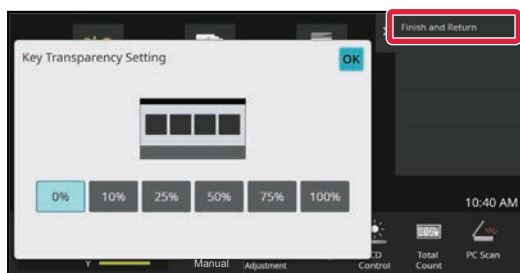 Finish and Return
Key Transparency Setting
OK
0% 10% 25% 50% 75% 100%
10:40 AM
Y
Manual
Adjustment
Control
Total
Count
PC Scan